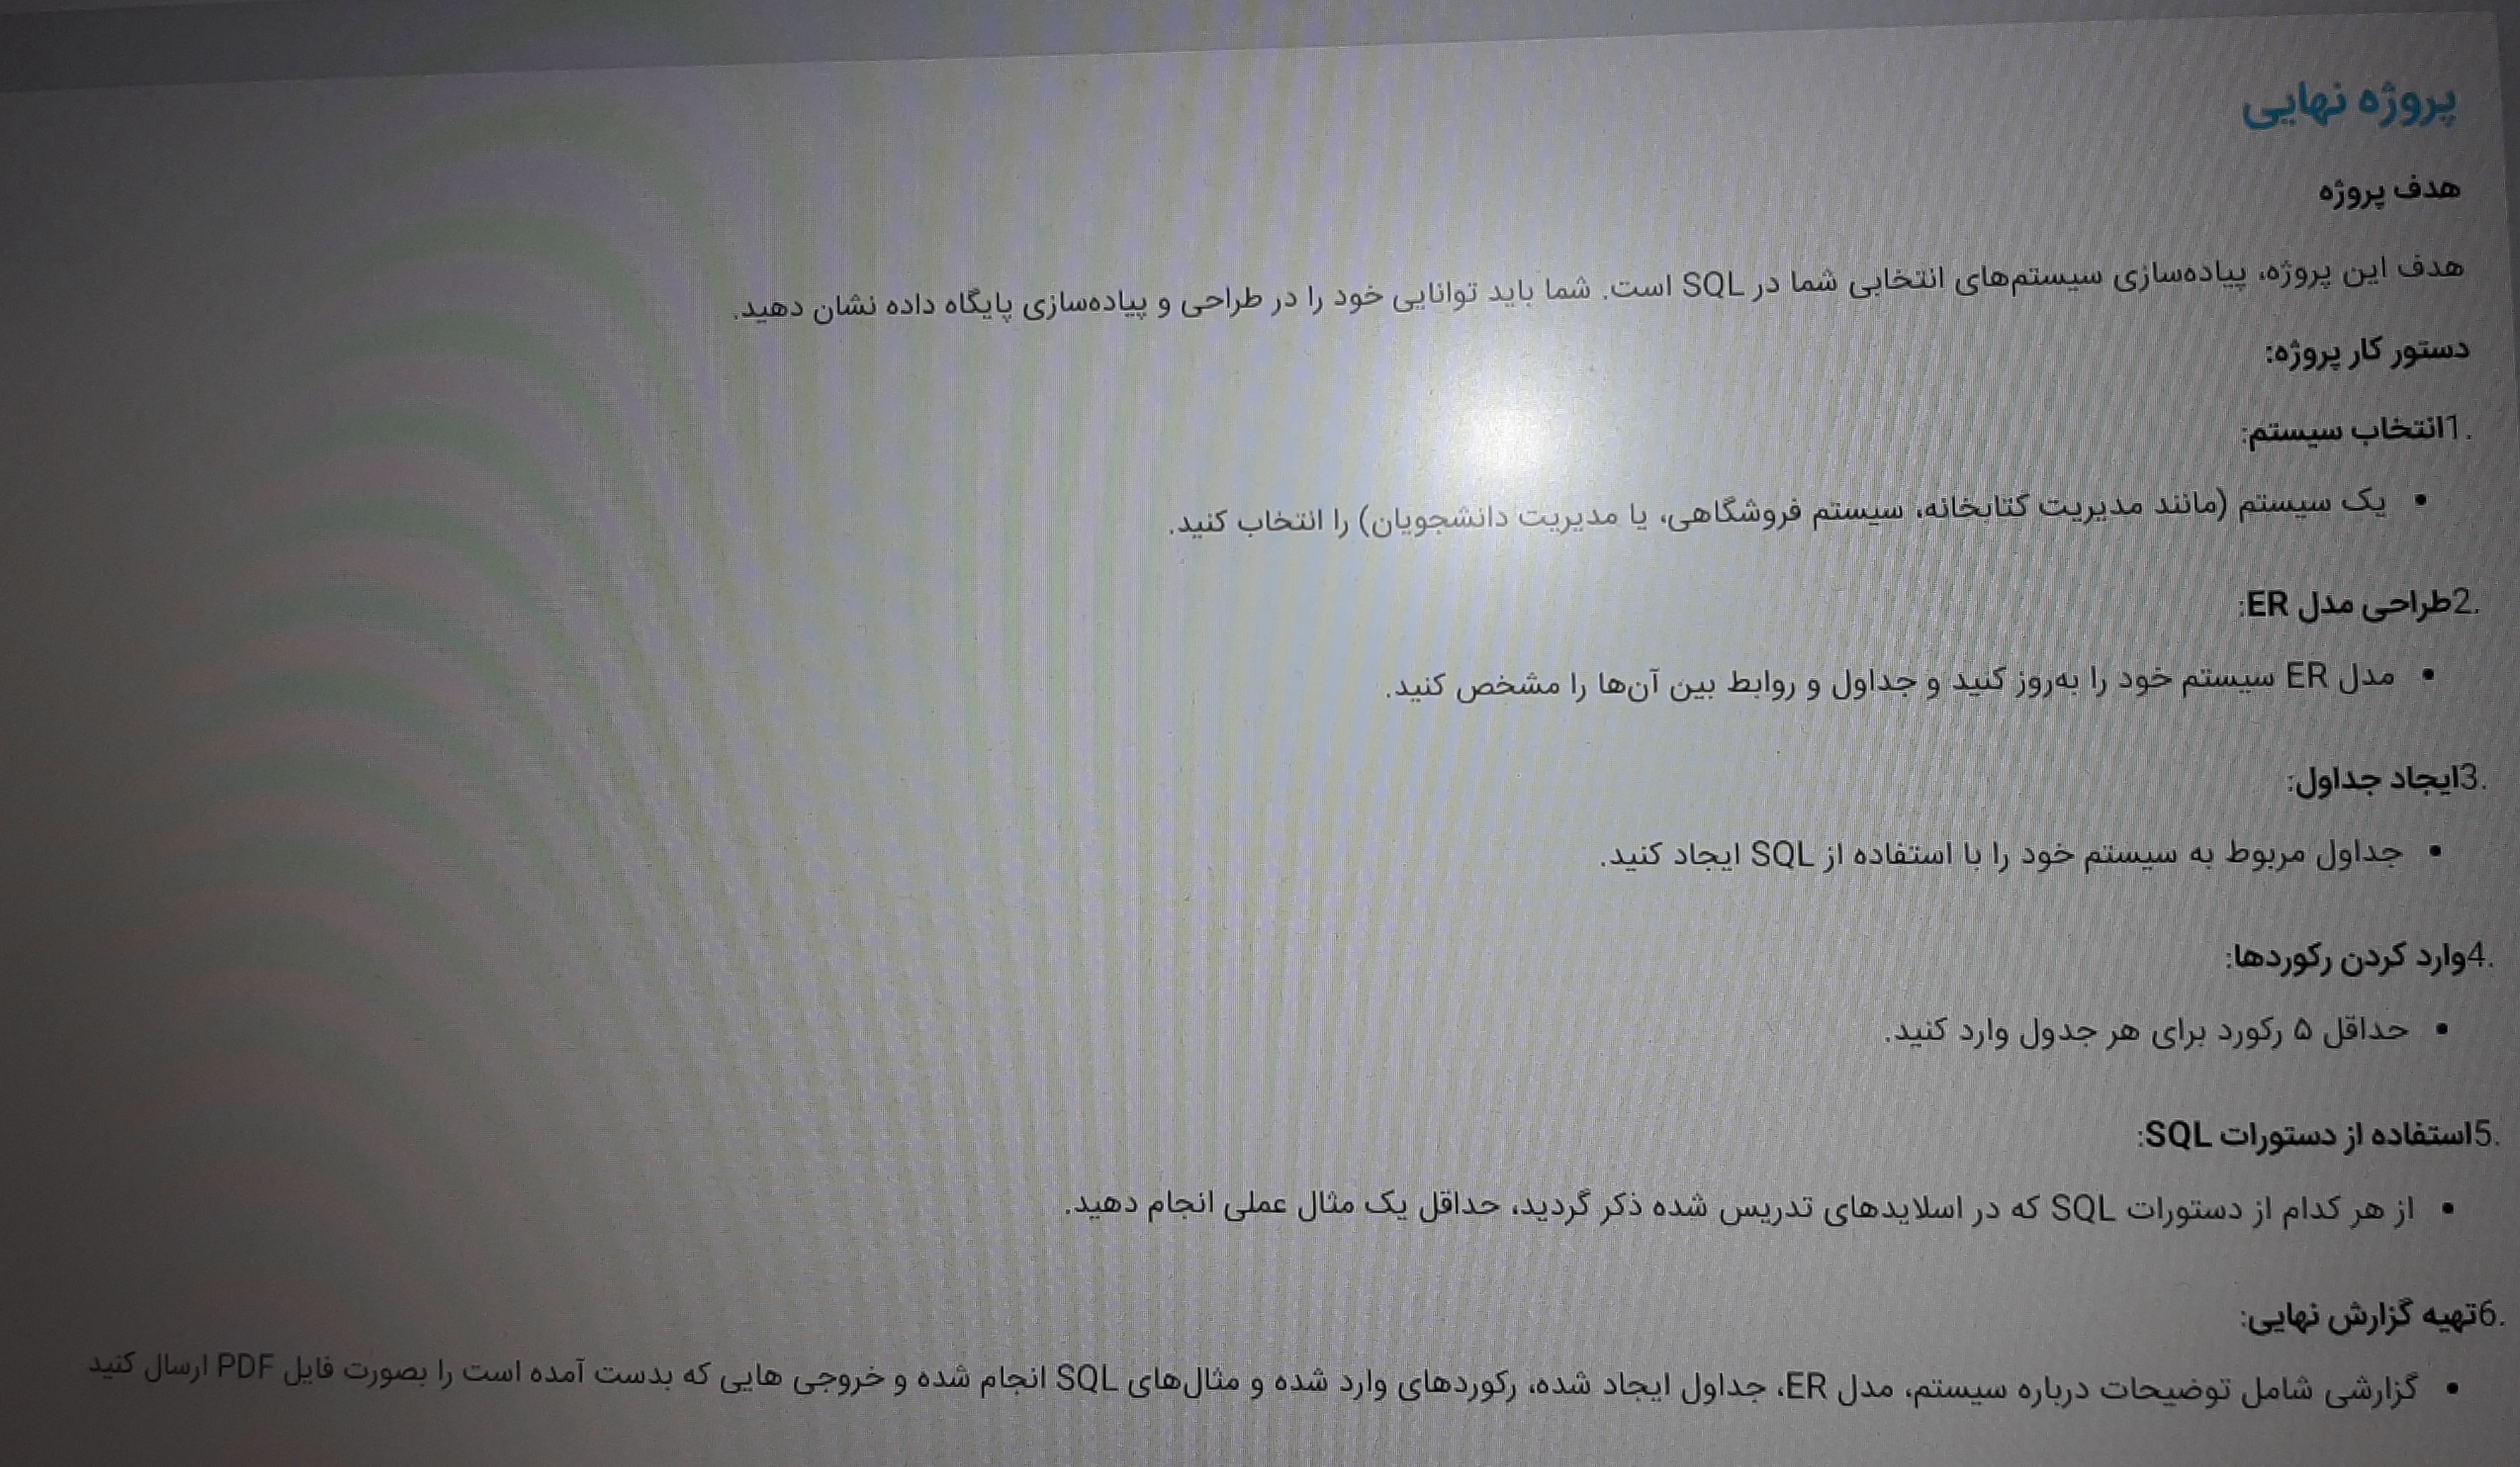 پروژه نهایی
هدف پروژه
هدف این پروژه، پیاده‌سازی سیستم‌های انتخابی شما در SQL است. شما باید توانایی خود را در طراحی و پیاده‌سازی پایگاه داده نشان دهید.
دستور کار پروژه:
.1انتخاب سیستم:
• یک سیستم (مانند مدیریت کتابخانه، سیستم فروشگاهی، یا مدیریت دانشجویان) را انتخاب کنید.
.2طراحی مدل ER:
• مدل ER سیستم خود را به‌روز کنید و جداول و روابط بین آن‌ها را مشخص کنید.
.3ایجاد جداول:
• جداول مربوط به سیستم خود را با استفاده از SQL ایجاد کنید.
.4وارد کردن رکوردها:
• حداقل ۵ رکورد برای هر جدول وارد کنید.
.5استفاده از دستورات SQL:
• از هر کدام از دستورات SQL که در اسلایدهای تدریس شده ذکر گردید، حداقل یک مثال عملی انجام دهید.
.6تهیه گزارش نهایی:
• گزارشی شامل توضیحات درباره سیستم، مدل ER، جداول ایجاد شده، رکوردهای وارد شده و مثال‌های SQL انجام شده و خروجی هایی که بدست آمده است را بصورت فایل PDF ارسال کنید